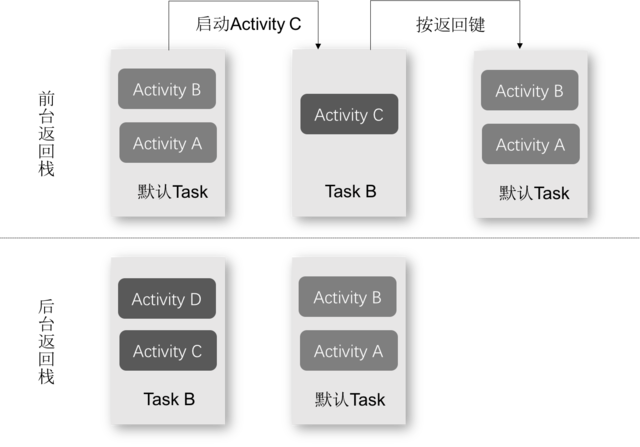 启动Activity C
按返回键
前台返回栈
Activity B
Activity A
默认Task
Activity C
Task B
Activity B
Activity A
默认Task
后台返回栈
Activity D
Activity C
Task B
Activity B
Activity A
默认Task